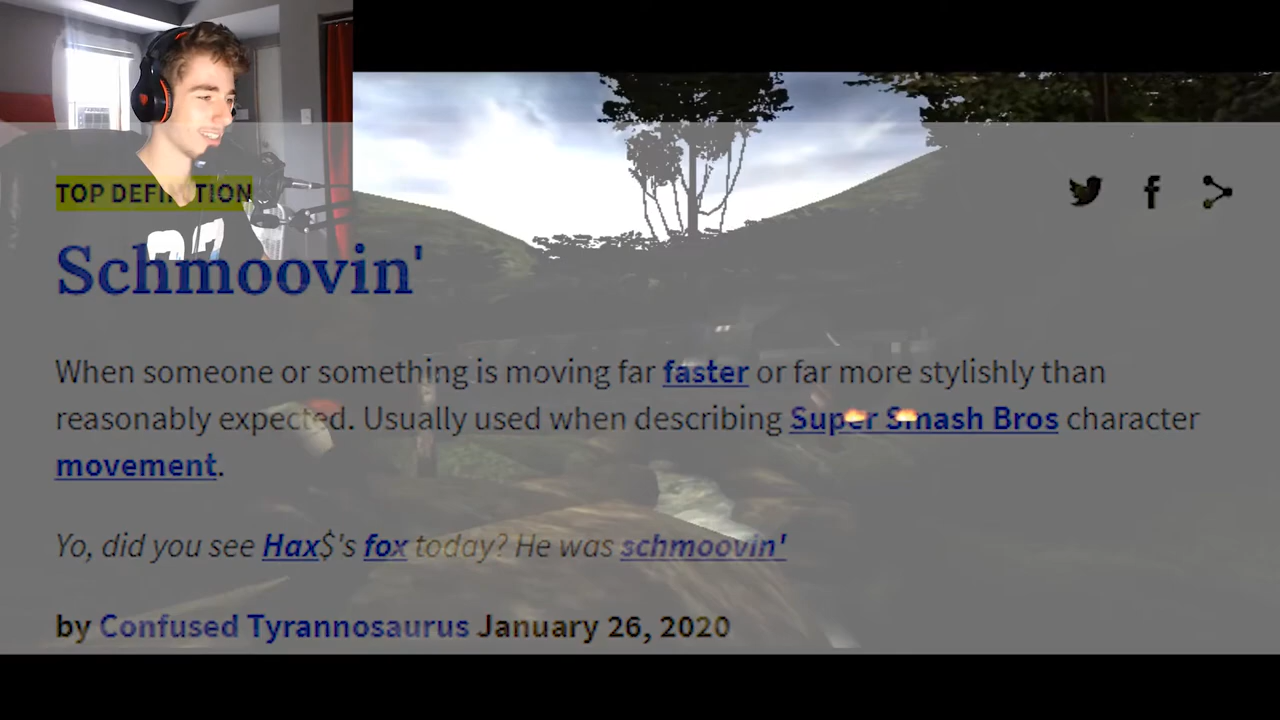 TOP DEFINITION
Schmoovin'
When someone or something is moving far faster or far more stylishly than
reasonably expected. Usually used when describing Super Smash Bros character
movement.
Yo, did you see Hax$'s fox today? He was schmoovin'
by Confused Tyrannosaurus January 26, 2020